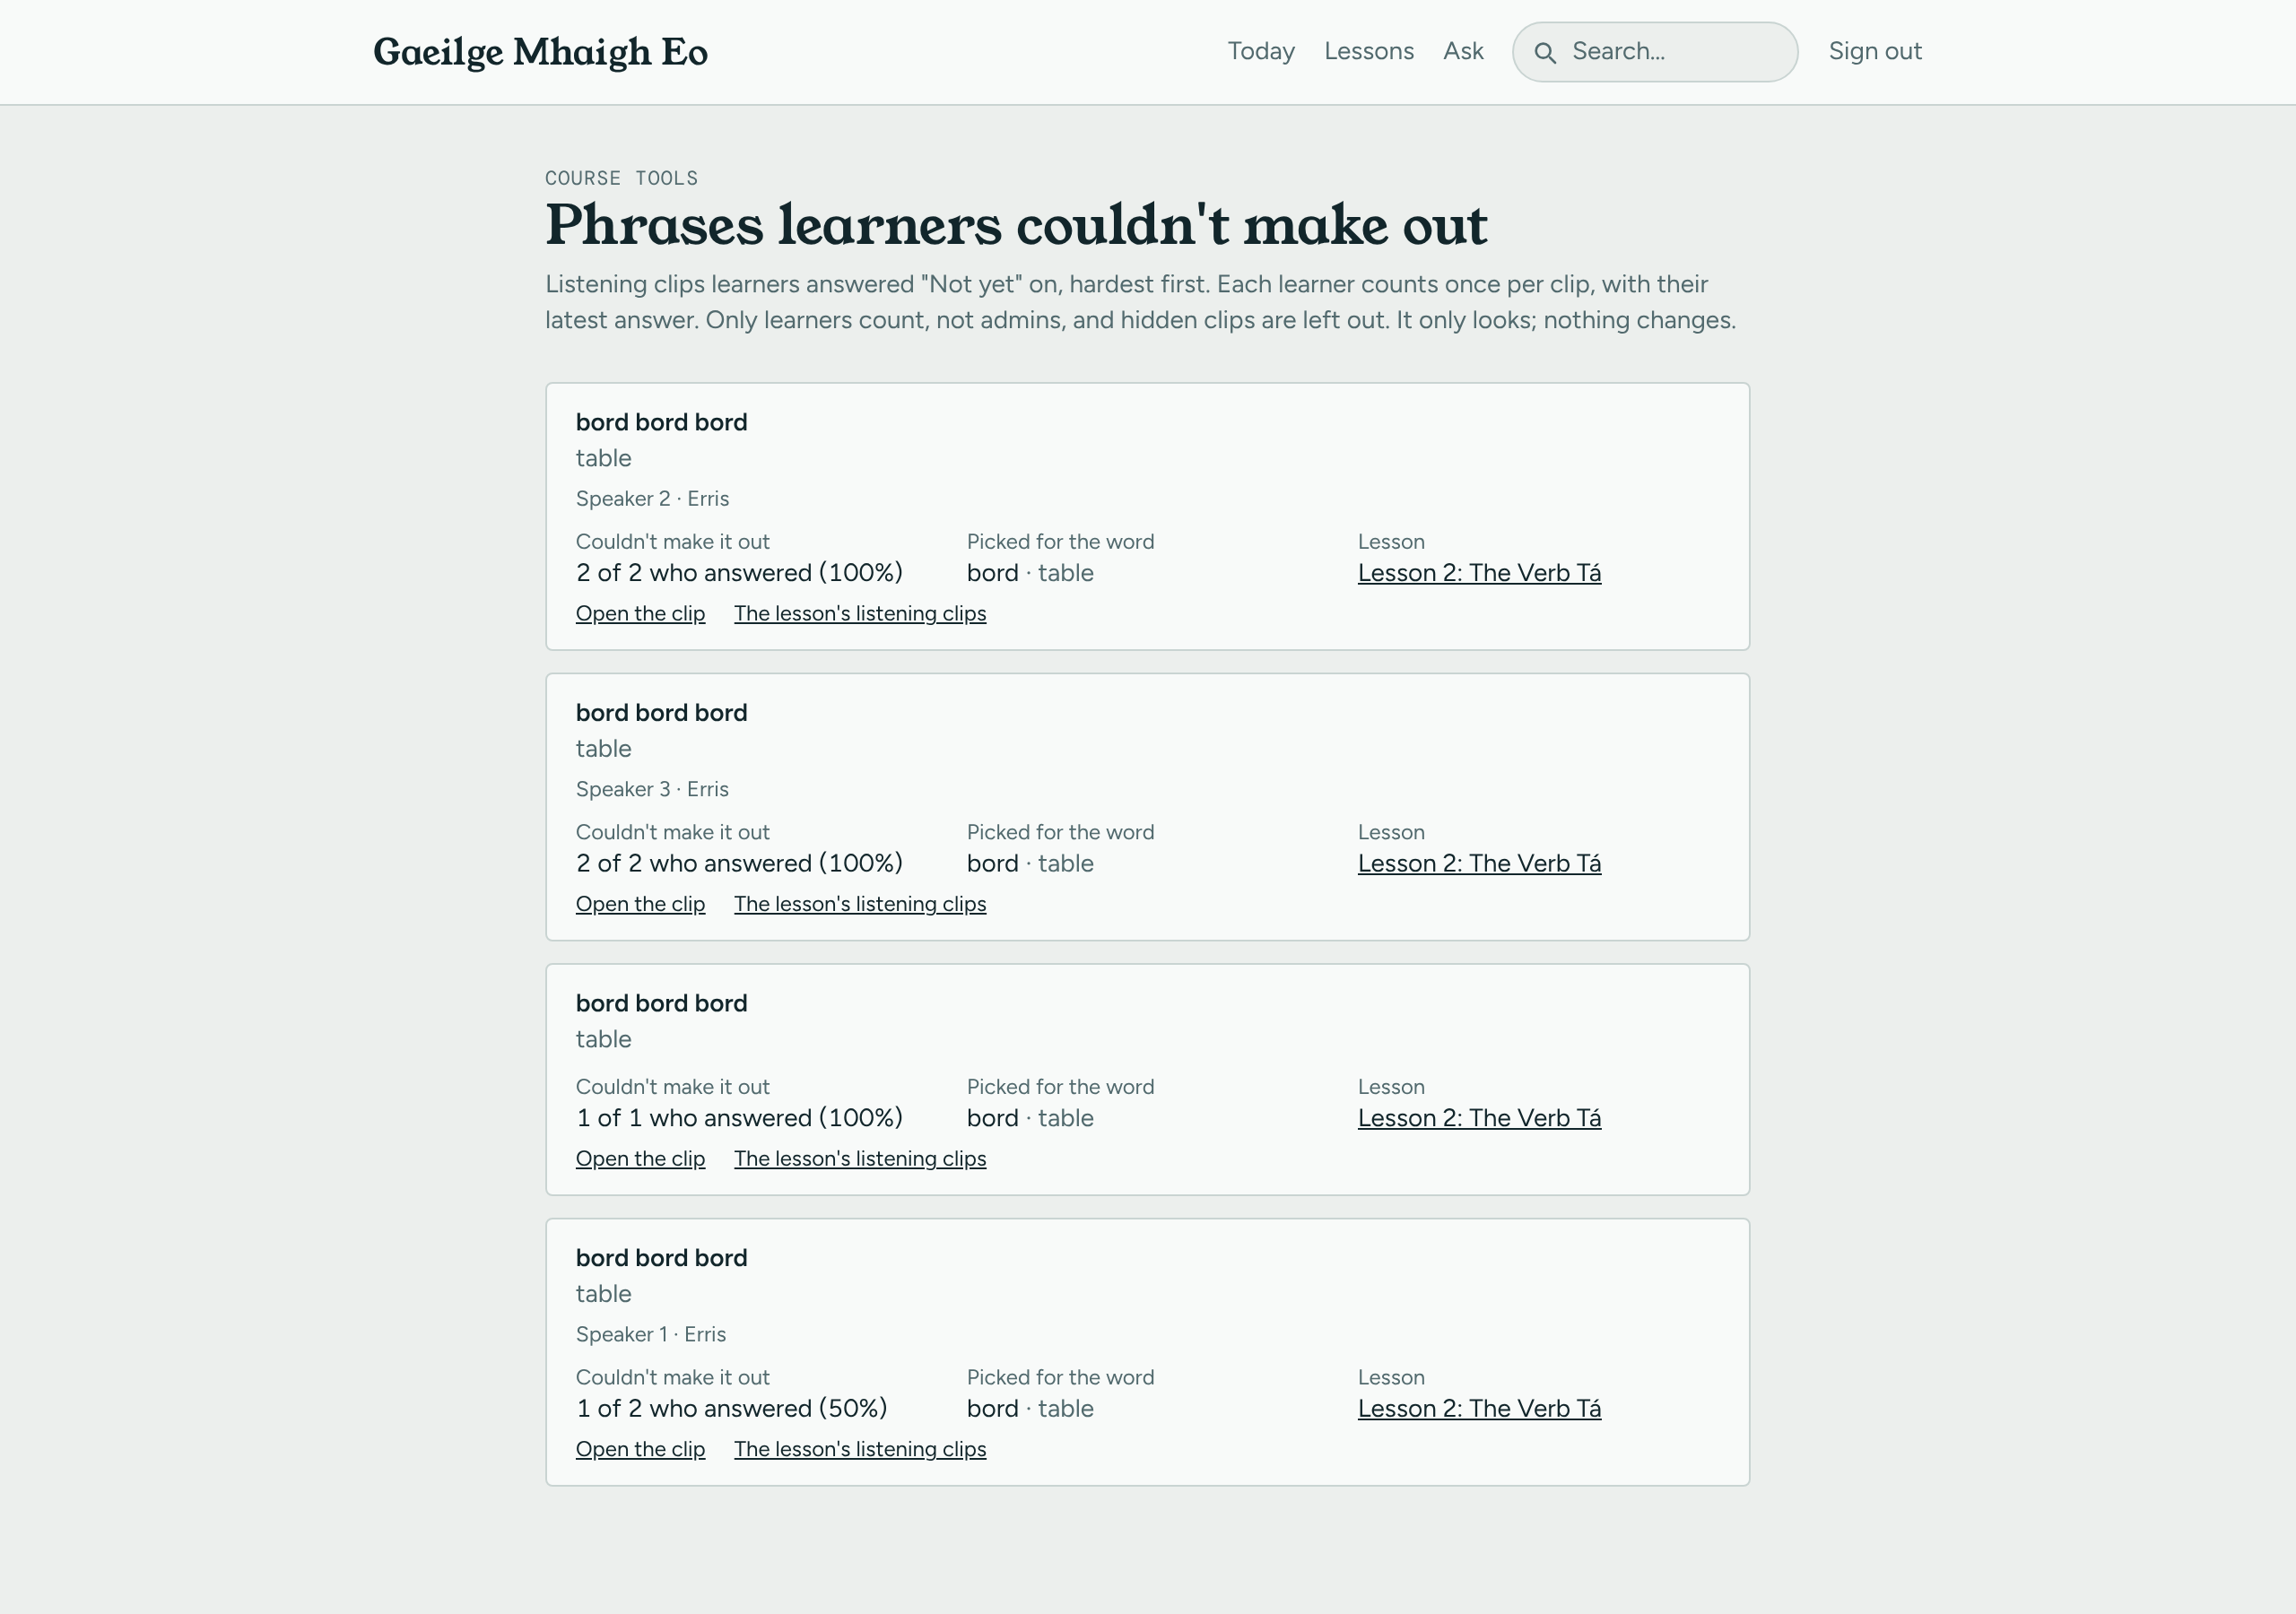 Gaeilge Mhaigh Eo
Today Lessons Ask Search... Sign out
COURSE TOOLS
Phrases learners couldn't make out
Listening clips learners answered "Not yet" on, hardest first. Each learner counts once per clip, with their
latest answer. Only learners count, not admins, and hidden clips are left out. It only looks; nothing changes.
bord bord bord
table
Speaker 2 · Erris
Couldn't make it out Picked for the word Lesson
2 of 2 who answered (100%) bord · table Lesson 2: The Verb Tá
Open the clip The lesson's listening clips
bord bord bord
table
Speaker 3 · Erris
Couldn't make it out Picked for the word Lesson
2 of 2 who answered (100%) bord · table Lesson 2: The Verb Tá
Open the clip The lesson's listening clips
bord bord bord
table
Couldn't make it out Picked for the word Lesson
1 of 1 who answered (100%) bord · table Lesson 2: The Verb Tá
Open the clip The lesson's listening clips
bord bord bord
table
Speaker 1 · Erris
Couldn't make it out Picked for the word Lesson
1 of 2 who answered (50%) bord · table Lesson 2: The Verb Tá
Open the clip The lesson's listening clips